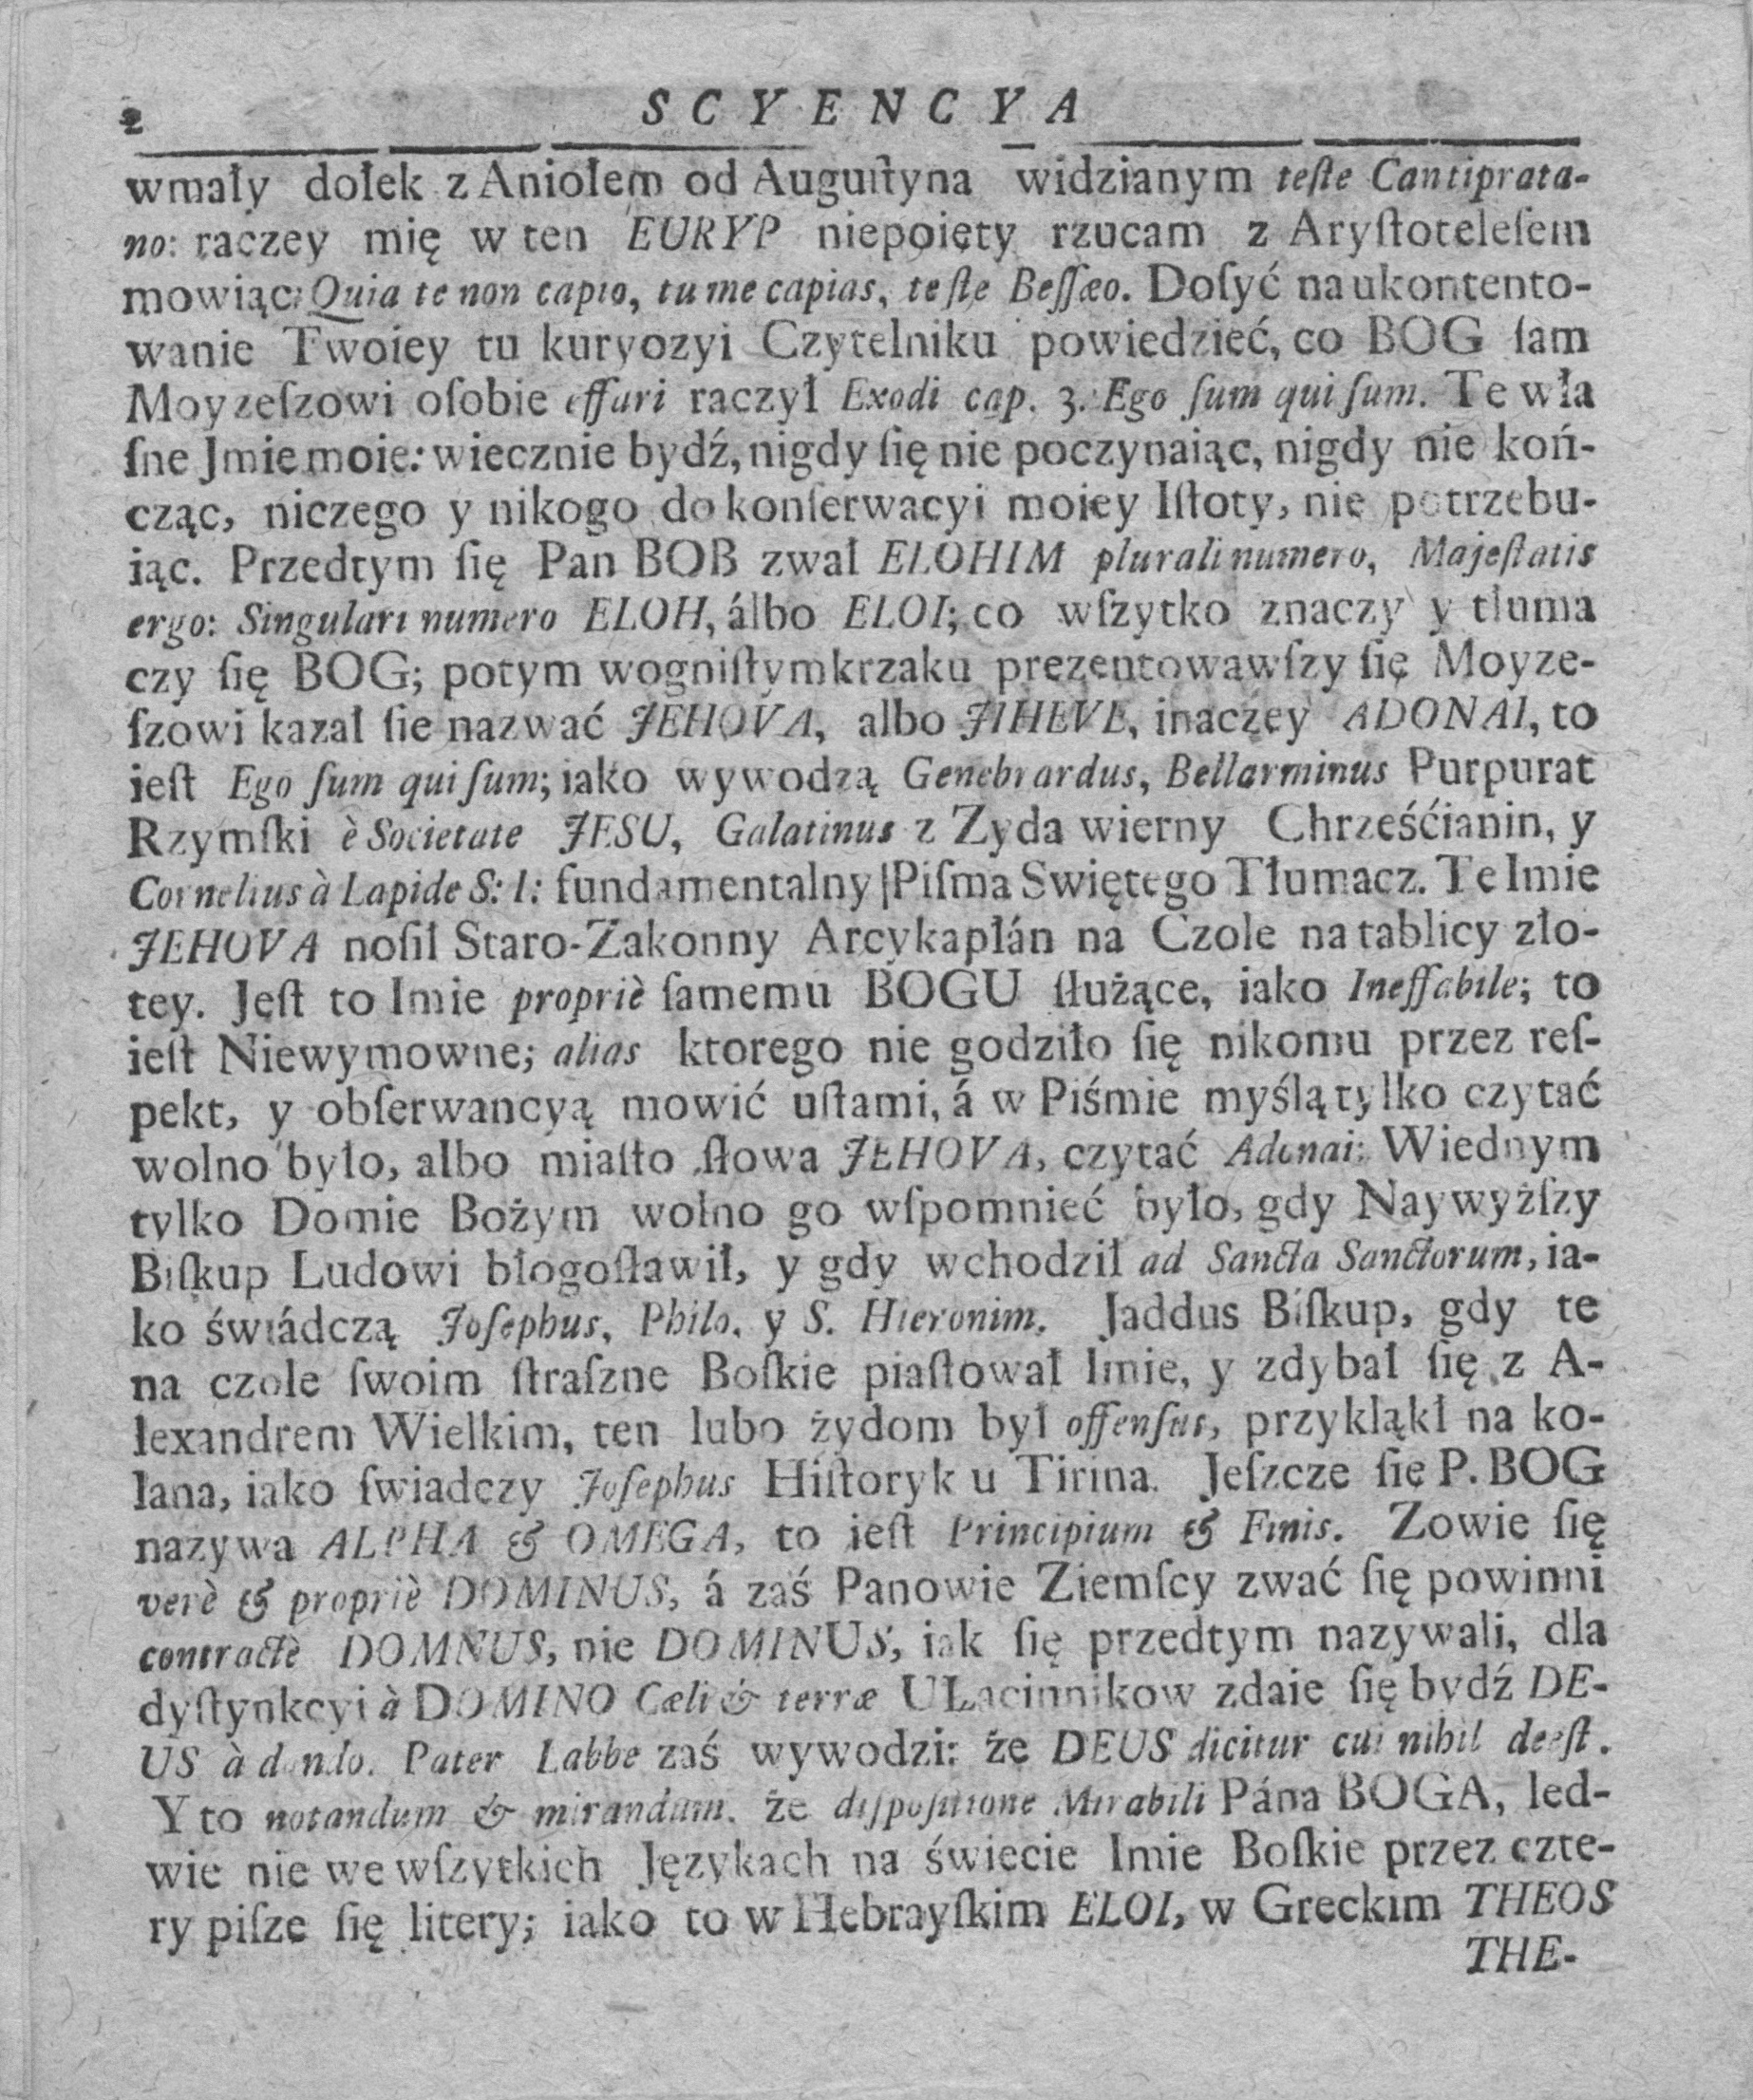 2 SCYENCYA
wmały dołek z Aniołem od Auguſtyna widzianym teſte Cantiprata-
no: raczey mię w ten EURYP niepoięty rzucam z Aryſtoteleſem
mowiąc: Quia te non capio, tu me capias, teſte Beſſæo. Doſyć na ukontento-
wanie Twoiey tu kuryozyi Czytelniku powiedzieć, co BOG ſam
Moyzeſzowi oſobie effari raczył Exodi cap. 3. Ego ſum qui ſum. Te wła
ſne Jmie moie: wiecznie bydź, nigdy ſię nie poczynaiąc, nigdy nie koń-
cząc, niczego y nikogo do konſerwacyi moiey Iſtoty, nie potrzebu-
iąc. Przedtym ſię Pan BOB zwał ELOHIM plurali numero, Majeſtatis
ergo: Singulari numero ELOH, álbo ELOI; co wſzytko znaczy y tłuma
czy ſię BOG; potym wogniſtym krzaku prezentowawſzy ſię Moyze-
ſzowi kazał ſie nazwać JEHOVA, albo JIHEVE, inaczey ADONAI, to
ieſt Ego ſum qui ſum; iako wywodzą Genebrardus, Bellarminus Purpurat
Rzymſki è Societate JESU, Galatinus z Zyda wierny Chrześćianin, y
Cornelius à Lapide S: I: fundamentalny Piſma Swiętego Tłumacz. Te Imie
JEHOVA noſił Staro-Zakonny Arcykapłán na Czole na tablicy zło-
tey. Jeſt to Imie propriè ſamemu BOGU ſłużące, iako Ineffabile; to
ieſt Niewymowne; alias ktorego nie godziło ſię nikomu przez reſ-
pekt, y obſerwancyą mowić uſtami, á w Piśmie myślą tylko czytać
wolno było, albo miaſto ſłowa JEHOVA, czytać Adonai: Wiednym
tylko Domie Bożym wolno go wſpomnieć było, gdy Naywyżſzy
Biſkup Ludowi błogoſławił, y gdy wchodził ad Sancta Sanctorum, ia-
ko świádczą Joſephus, Philo, y S. Hieronim. Jaddus Biſkup, gdy te
na czole ſwoim ſtraſzne Boſkie piaſtował Imie, y zdybał ſię z A-
lexandrem Wielkim, ten lubo żydom był offenſus, przykląkł na ko-
lana, iako ſwiadczy Joſephus Hiſtoryk u Tirina. Jeſzcze ſię P. BOG
nazywa ALPHA & OMEGA, to ieſt Principium & Finis. Zowie ſię
verè & propriè DOMINUS, á zaś Panowie Ziemſcy zwać ſię powinni
contractè DOMNUS, nie DOMINUS, iak ſię przedtym nazywali, dla
dyſtynkcyi à DOMINO Cæli & terræ ULacinnikow zdaie ſię bydź DE-
US à dando. Pater Labbe zaś wywodzi: że DEUS dicitur cui nihil deeſt.
Y to notandum & mirandum. że diſpoſitione Mirabili Pána BOGA, led-
wie nie we wſzytkich Językach na świecie Imie Boſkie przez czte-
ry piſze ſię litery; iako to w Hebrayſkim ELOI, w Greckim THEOS
THE-